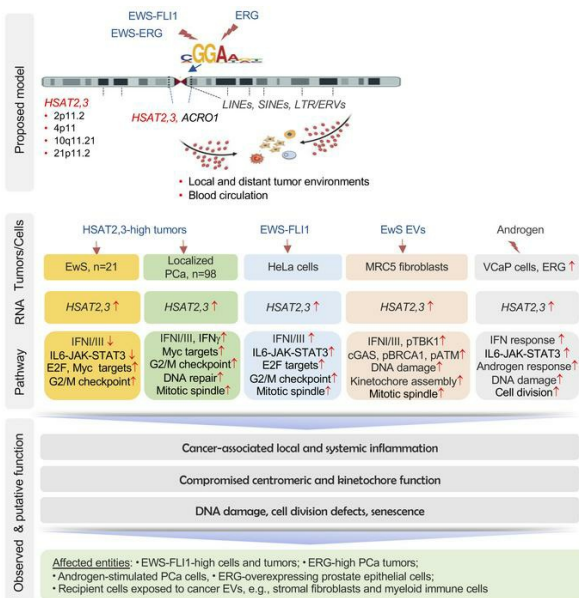 Proposed model
EWS-FLI1
EWS-ERG
ERG
GGAA
HSAT2,3
• 2p11.2
• 4p11
• 10q11.21
• 21p11.2
HSAT2,3, ACRO1
LINEs, SINEs, LTR/ERVs
• Local and distant tumor environments
• Blood circulation
Tumors/Cells
HSAT2,3-high tumors
EWS-FLI1
EwS EVs
Androgen
EwS, n=21
Localized
PCa, n=98
HeLa cells
MRC5 fibroblasts
VCaP cells, ERG↑
RNA
HSAT2,3↑
HSAT2,3↑
HSAT2,3↑
HSAT2,3↑
HSAT2,3↑
Pathway
IFNI/III↓
IL6-JAK-STAT3↓
E2F, Myc targets↑
G2/M checkpoint↑
IFNI/III, IFNγ↑
Myc targets↑
G2/M checkpoint↑
DNA repair↑
Mitotic spindle↑
IFNI/III↑
IL6-JAK-STAT3↑
E2F targets↑
G2/M checkpoint↑
Mitotic spindle↑
IFNI/III, pTBK1↑
cGAS, pBRCA1, pATM↑
DNA damage↑
Kinetochore assembly↑
Mitotic spindle↑
IFN response↑
IL6-JAK-STAT3↑
Androgen response↑
DNA damage↑
Cell division↑
Observed & putative function
Cancer-associated local and systemic inflammation
Compromised centromeric and kinetochore function
DNA damage, cell division defects, senescence
Affected entities: • EWS-FLI1-high cells and tumors; • ERG-high PCa tumors;
• Androgen-stimulated PCa cells, • ERG-overexpressing prostate epithelial cells;
• Recipient cells exposed to cancer EVs, e.g., stromal fibroblasts and myeloid immune cells